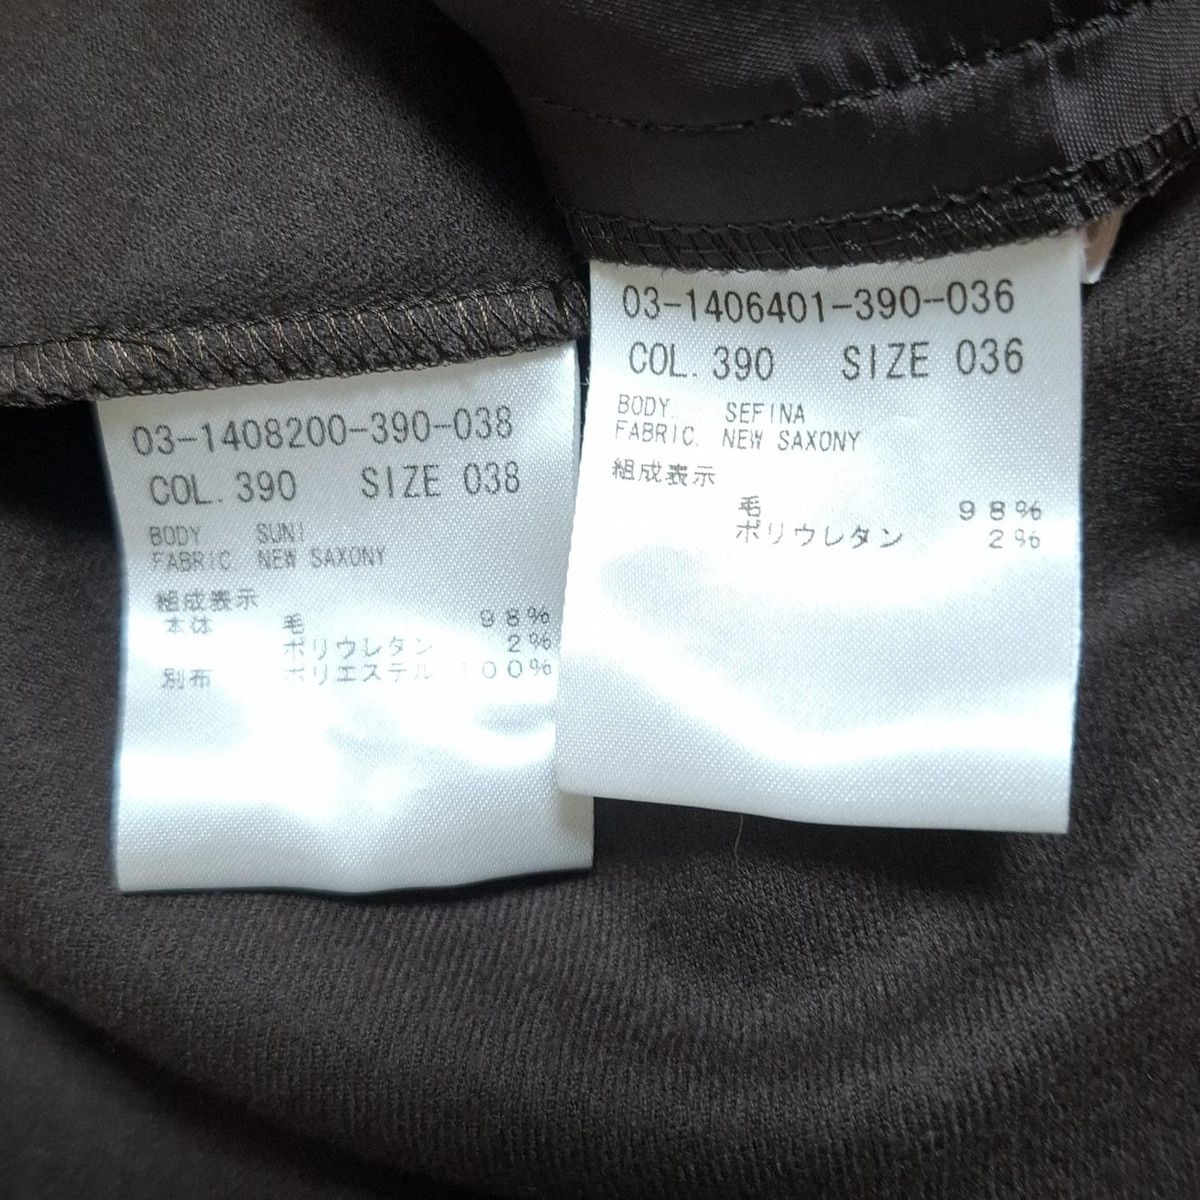 03-1408200-390-038
COL. 390 SIZE 038
BODY SUNI
FABRIC NEW SAXONY
組成表示
本体 毛 98%
ポリウレタン 2%
別布 ポリエステル 100%
03-1406401-390-036
COL. 390 SIZE 036
BODY. SEFINA
FABRIC. NEW SAXONY
組成表示
毛 98%
ポリウレタン 2%